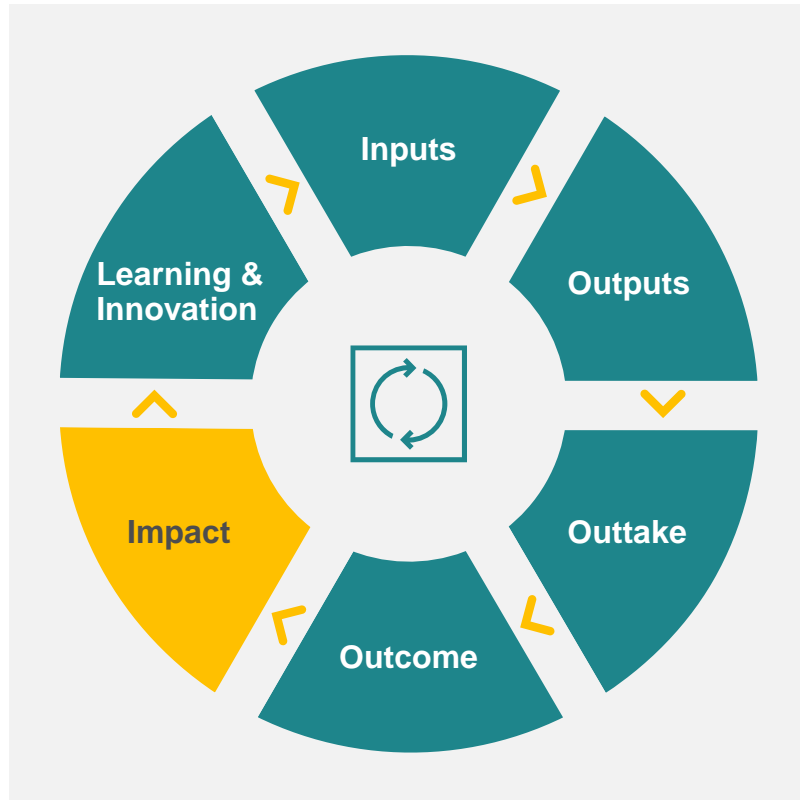 Inputs
Outputs
Outtake
Outcome
Impact
Learning &
Innovation